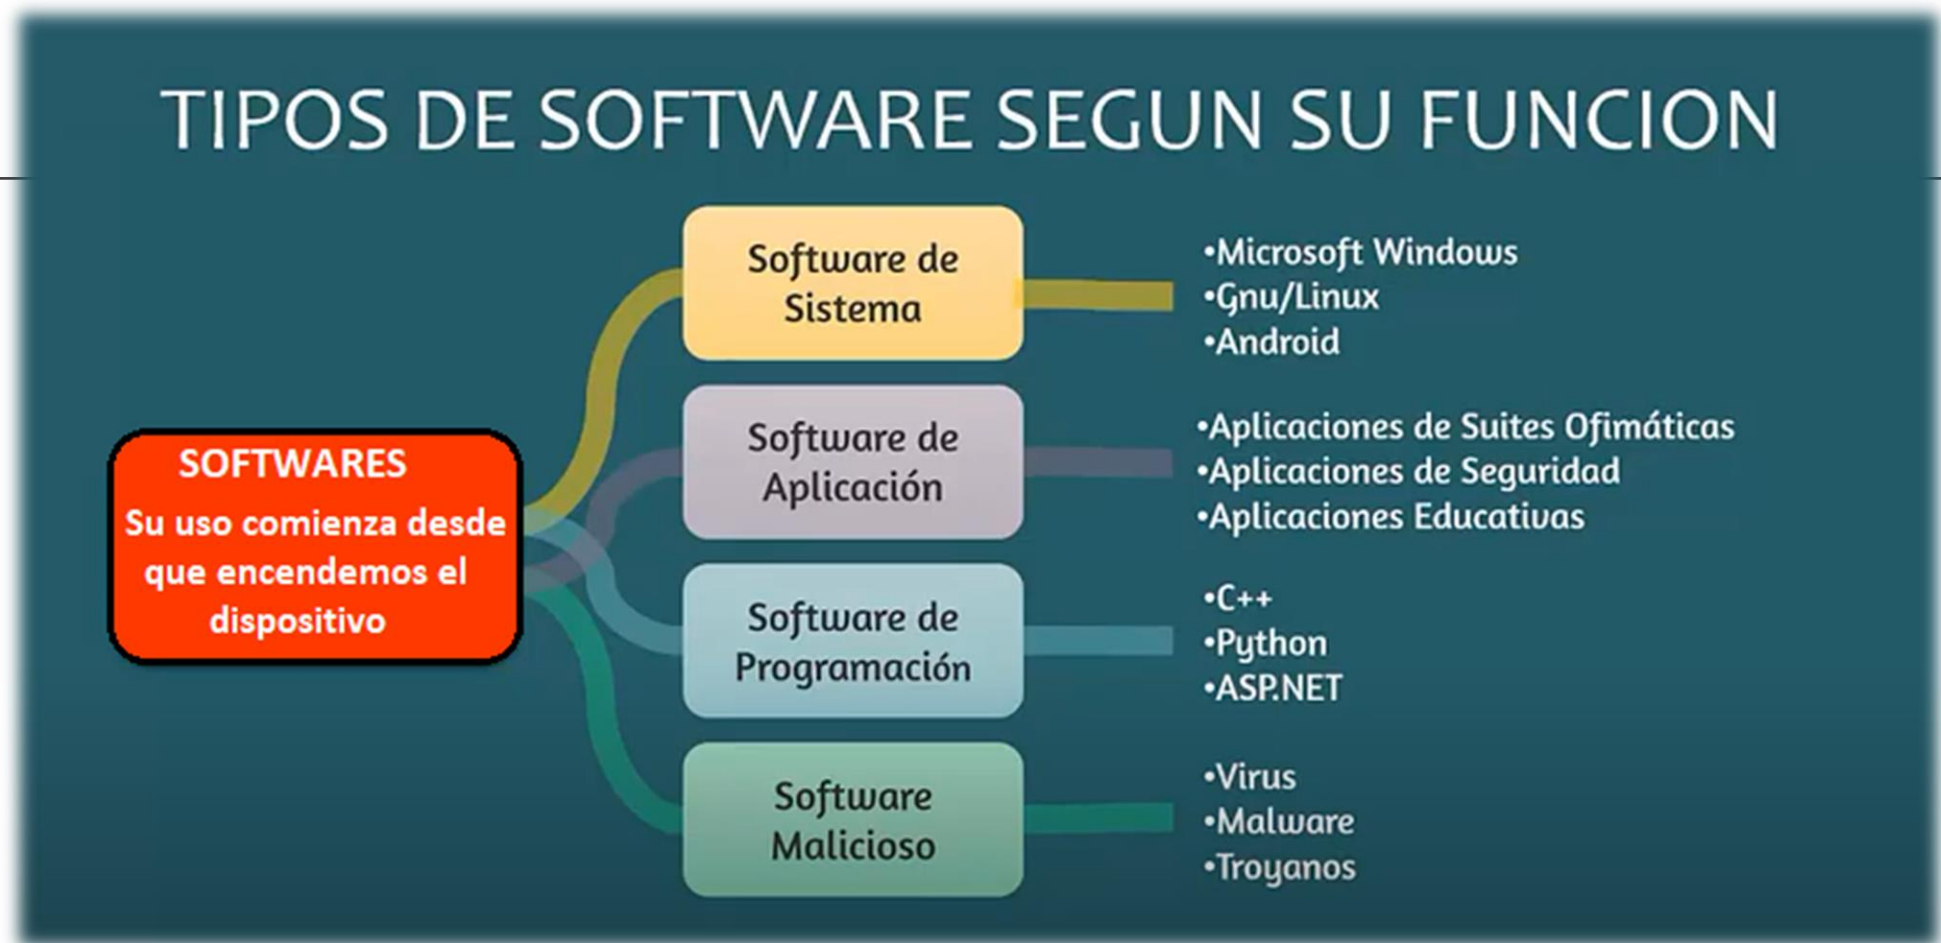 TIPOS DE SOFTWARE SEGUN SU FUNCION
SOFTWARES
Su uso comienza desde
que encendemos el
dispositivo
Software de
Sistema
•Microsoft Windows
•Gnu/Linux
•Android
Software de
Aplicación
•Aplicaciones de Suites Ofimáticas
•Aplicaciones de Seguridad
•Aplicaciones Educativas
Software de
Programación
•C++
•Python
•ASP.NET
Software
Malicioso
•Virus
•Malware
•Troyanos